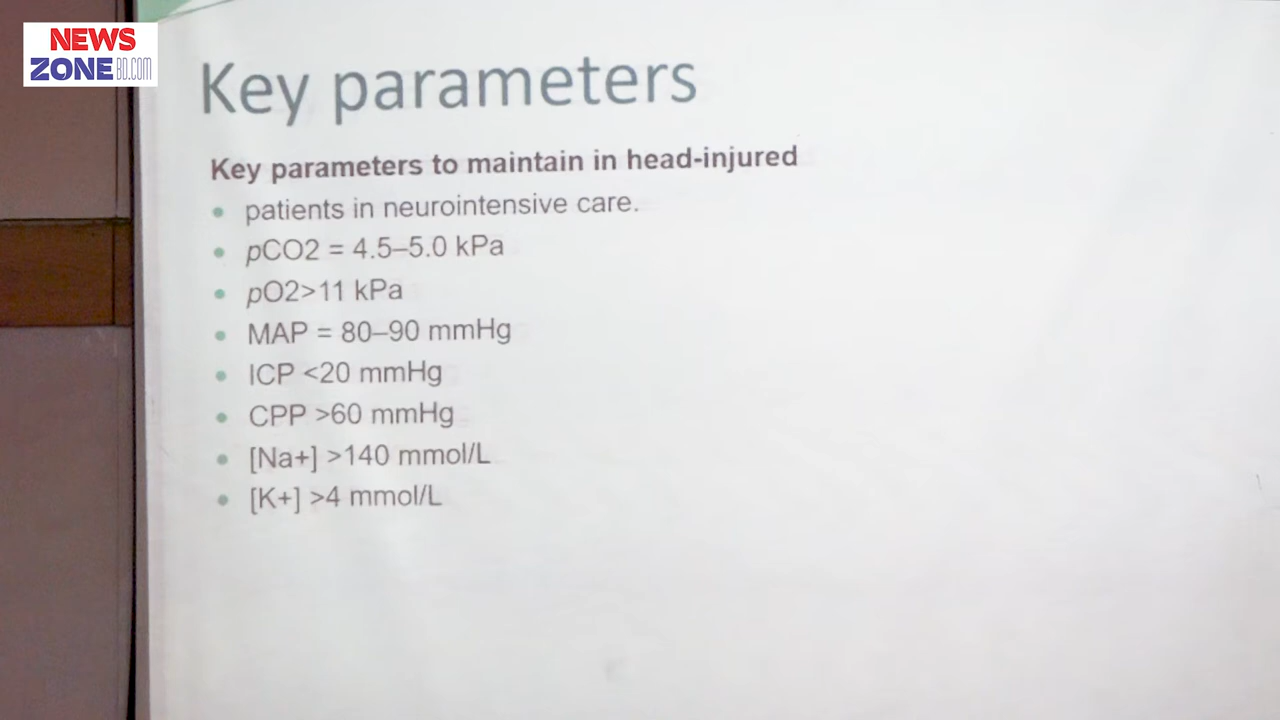 NEWS
ZONEBD.COM
Key parameters
Key parameters to maintain in head-injured
• patients in neurointensive care.
• pCO2 = 4.5–5.0 kPa
• pO2>11 kPa
• MAP = 80–90 mmHg
• ICP <20 mmHg
• CPP >60 mmHg
• [Na+] >140 mmol/L
• [K+] >4 mmol/L